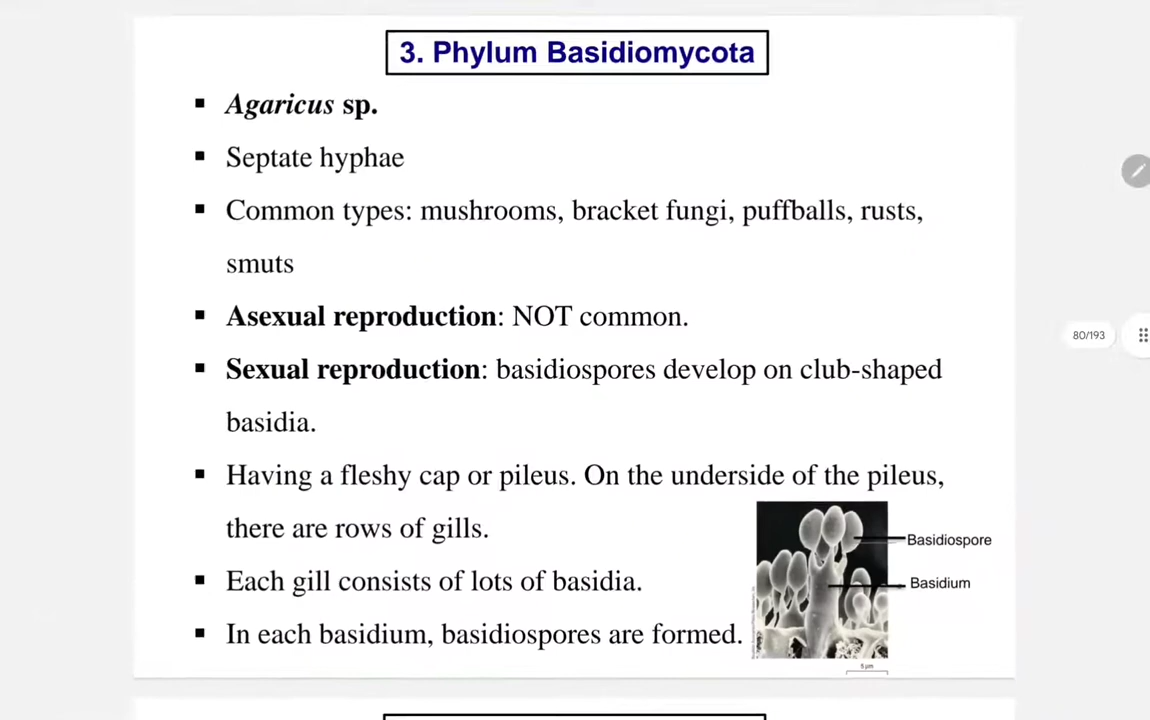 3. Phylum Basidiomycota
▪ Agaricus sp.
▪ Septate hyphae
▪ Common types: mushrooms, bracket fungi, puffballs, rusts,
smuts
▪ Asexual reproduction: NOT common.
▪ Sexual reproduction: basidiospores develop on club-shaped
basidia.
▪ Having a fleshy cap or pileus. On the underside of the pileus,
there are rows of gills.
▪ Each gill consists of lots of basidia.
▪ In each basidium, basidiospores are formed.
Basidiospore
Basidium
5 μm
80/193